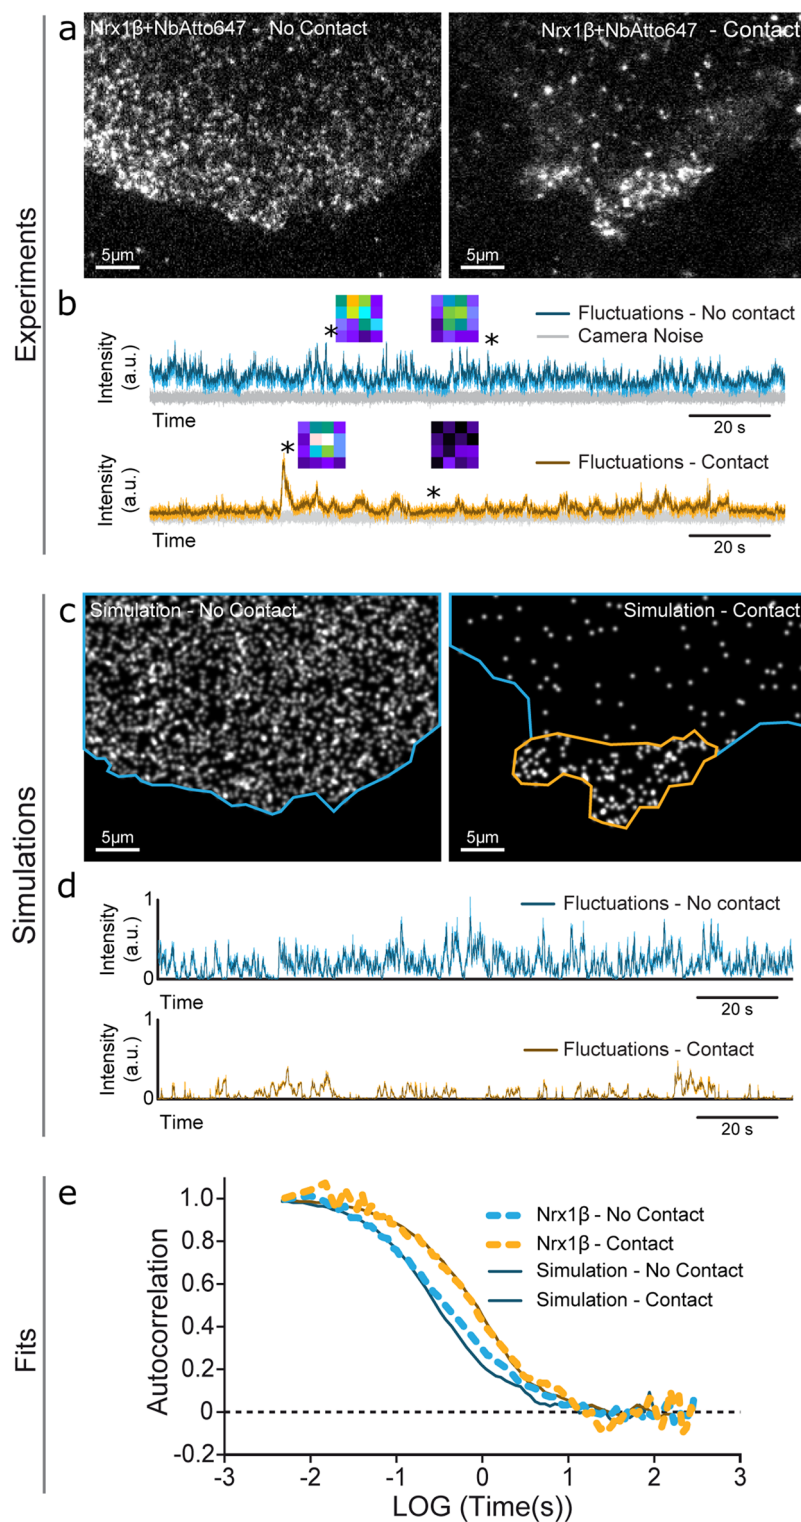 Experiments
a
Nrx1β+NbAtto647 - No Contact
Nrx1β+NbAtto647 - Contact
5µm
5µm
b
Fluctuations - No contact
Camera Noise
Intensity
(a.u.)
*
*
Time
20 s
Fluctuations - Contact
Intensity
(a.u.)
*
*
Time
20 s
Simulations
c
Simulation - No Contact
Simulation - Contact
5µm
5µm
d
Fluctuations - No contact
Intensity
(a.u.)
1
0
Time
20 s
Fluctuations - Contact
Intensity
(a.u.)
1
0
Time
20 s
Fits
e
Nrx1β - No Contact
Nrx1β - Contact
Simulation - No Contact
Simulation - Contact
Autocorrelation
1.0
0.8
0.6
0.4
0.2
0
-0.2
-3 -2 -1 0 1 2 3
LOG (Time(s))